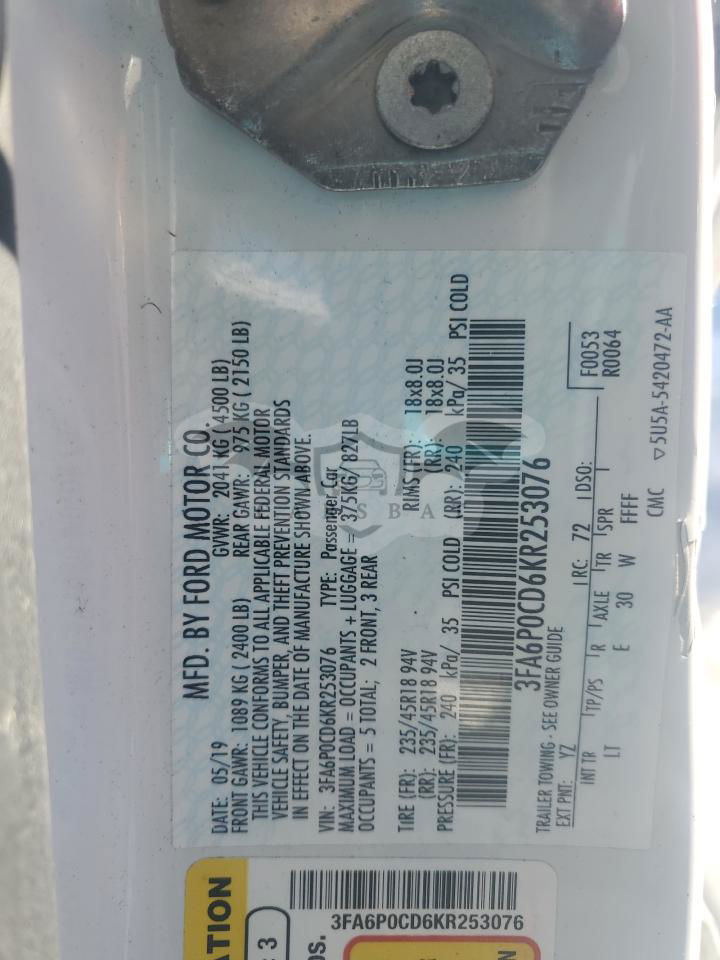 MFD. BY FORD MOTOR CO.
DATE: 05/19 GVWR: 2041 KG ( 4500 LB)
FRONT GAWR: 1089 KG ( 2400 LB) REAR GAWR: 975 KG ( 2150 LB)
THIS VEHICLE CONFORMS TO ALL APPLICABLE FEDERAL MOTOR
VEHICLE SAFETY, BUMPER, AND THEFT PREVENTION STANDARDS
IN EFFECT ON THE DATE OF MANUFACTURE SHOWN ABOVE.
VIN: 3FA6P0CD6KR253076 TYPE: Passenger Car
MAXIMUM LOAD = OCCUPANTS + LUGGAGE = 375KG/ 827LB
OCCUPANTS = 5 TOTAL; 2 FRONT, 3 REAR
TIRE (FR): 235/45R18 94V RIMS (FR): 18x8.0J
(RR): 235/45R18 94V (RR): 18x8.0J
PRESSURE (FR): 240 kPa/ 35 PSI COLD (RR): 240 kPa/ 35 PSI COLD
3FA6P0CD6KR253076
TRAILER TOWING - SEE OWNER GUIDE
EXT PNT: YZ RC: 72 DSO: F0053
R0064
INT TR TP/PS R AXLE TR SPR
LT E 30 W FFFF
CMC ▽5U5A-5420472-AA
SBA
ATION
3
OS.
3FA6P0CD6KR253076
N